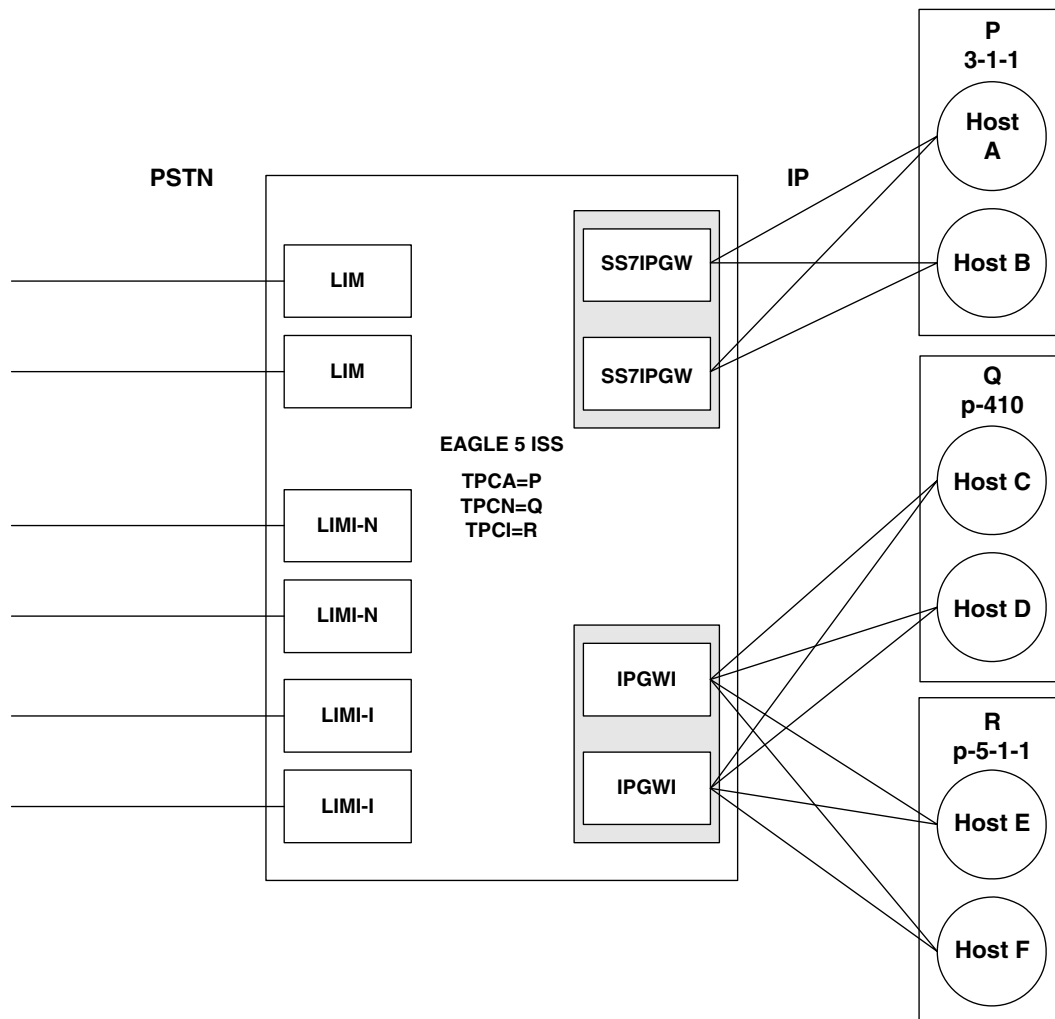 PSTN
LIM
LIM
LIMI-N
LIMI-N
LIMI-I
LIMI-I
EAGLE 5 ISS
TPCA=P
TPCN=Q
TPCI=R
SS7IPGW
SS7IPGW
IPGWI
IPGWI
IP
P
3-1-1
Host
A
Host B
Q
p-410
Host C
Host D
R
p-5-1-1
Host E
Host F